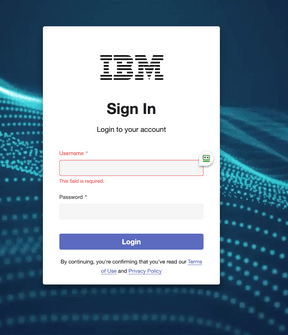 IBM
Sign In
Login to your account
Username *
This field is required.
Password *
Login
By continuing, you're confirming that you've read our Terms
of Use and Privacy Policy